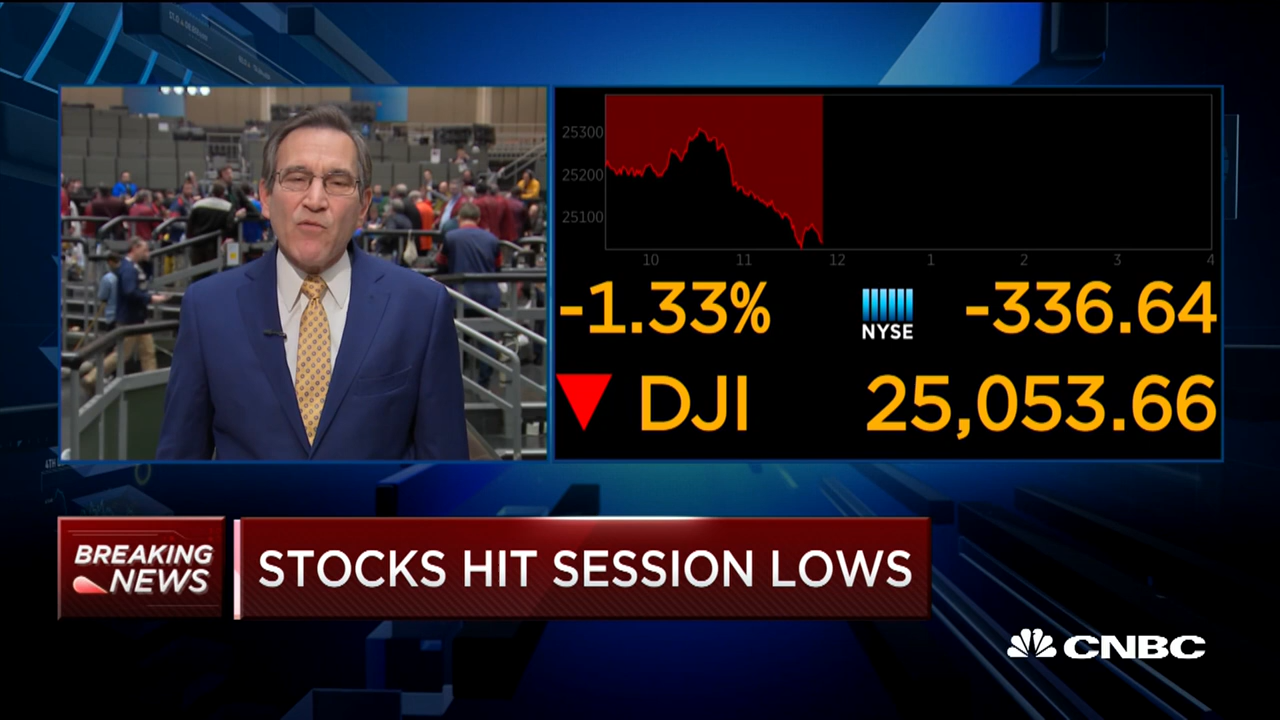 25300
25200
25100
10 11 12 1 2 3 4
-1.33% NYSE -336.64
DJI 25,053.66
BREAKING
NEWS
STOCKS HIT SESSION LOWS
CNBC